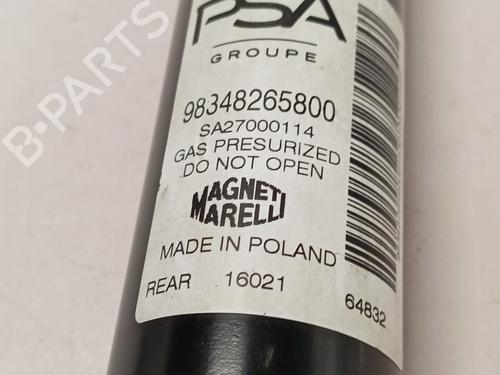 PSA
GROUPE
98348265800
SA27000114
GAS PRESURIZED
DO NOT OPEN
MAGNETI
MARELLI
MADE IN POLAND
REAR 16021
64832
B-PARTS